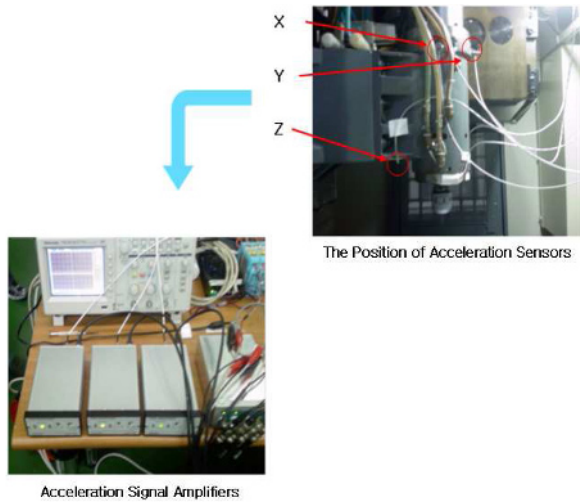 X
Y
Z
The Position of Acceleration Sensors
Acceleration Signal Amplifiers